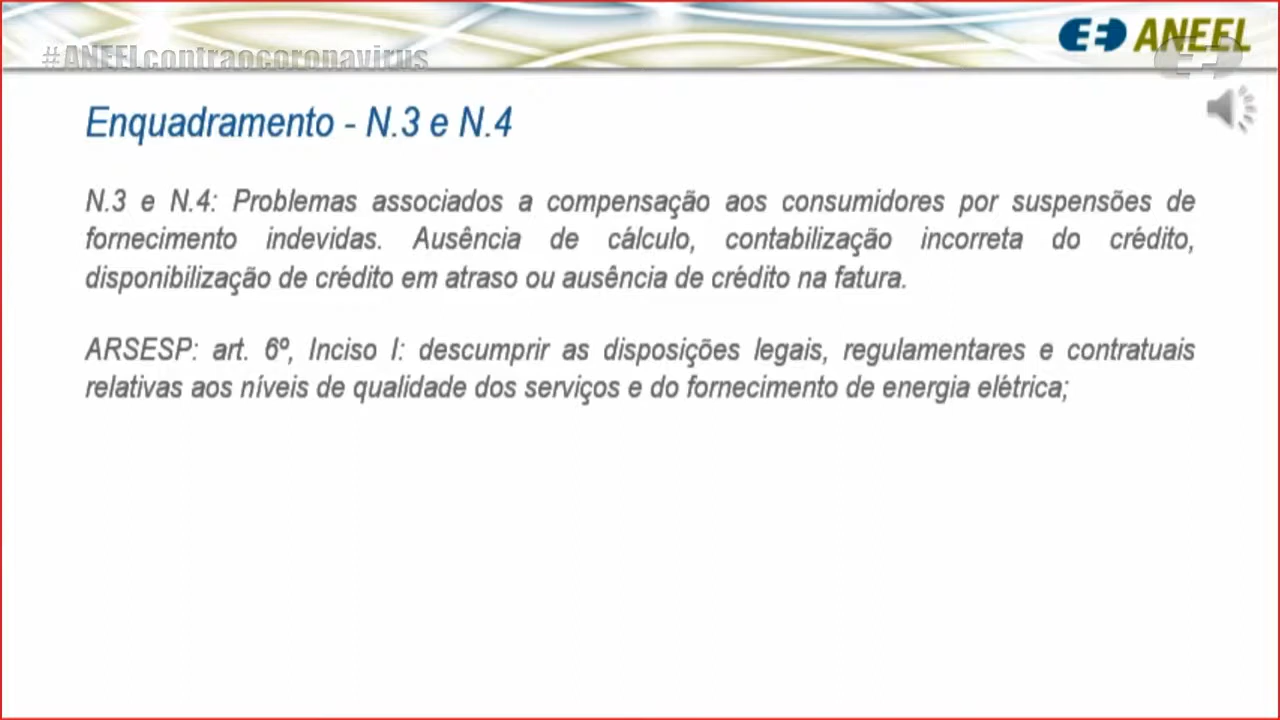 ANEEL
#ANEELcontraocoronavirus
Enquadramento - N.3 e N.4
N.3 e N.4: Problemas associados a compensação aos consumidores por suspensões de
fornecimento indevidas. Ausência de cálculo, contabilização incorreta do crédito,
disponibilização de crédito em atraso ou ausência de crédito na fatura.
ARSESP: art. 6º, Inciso I: descumprir as disposições legais, regulamentares e contratuais
relativas aos níveis de qualidade dos serviços e do fornecimento de energia elétrica;